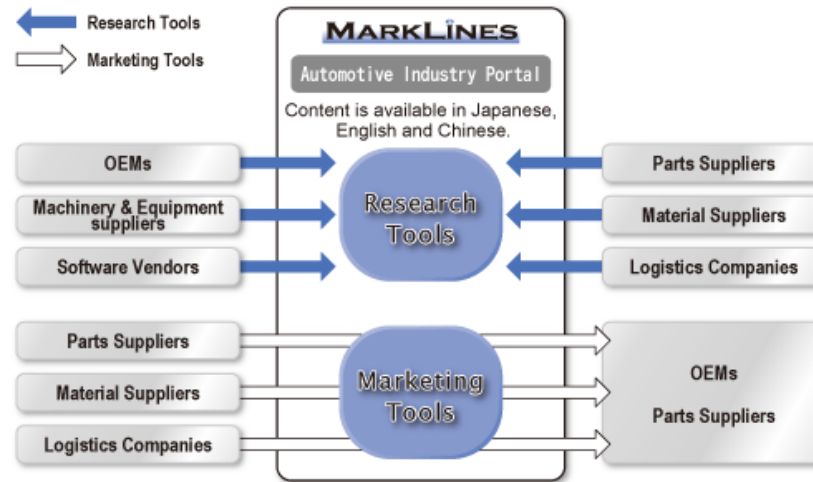 Research Tools
Marketing Tools
MARKLINES
Automotive Industry Portal
Content is available in Japanese,
English and Chinese.
OEMs
Machinery & Equipment
suppliers
Software Vendors
Research
Tools
Parts Suppliers
Material Suppliers
Logistics Companies
Parts Suppliers
Material Suppliers
Logistics Companies
Marketing
Tools
OEMs
Parts Suppliers